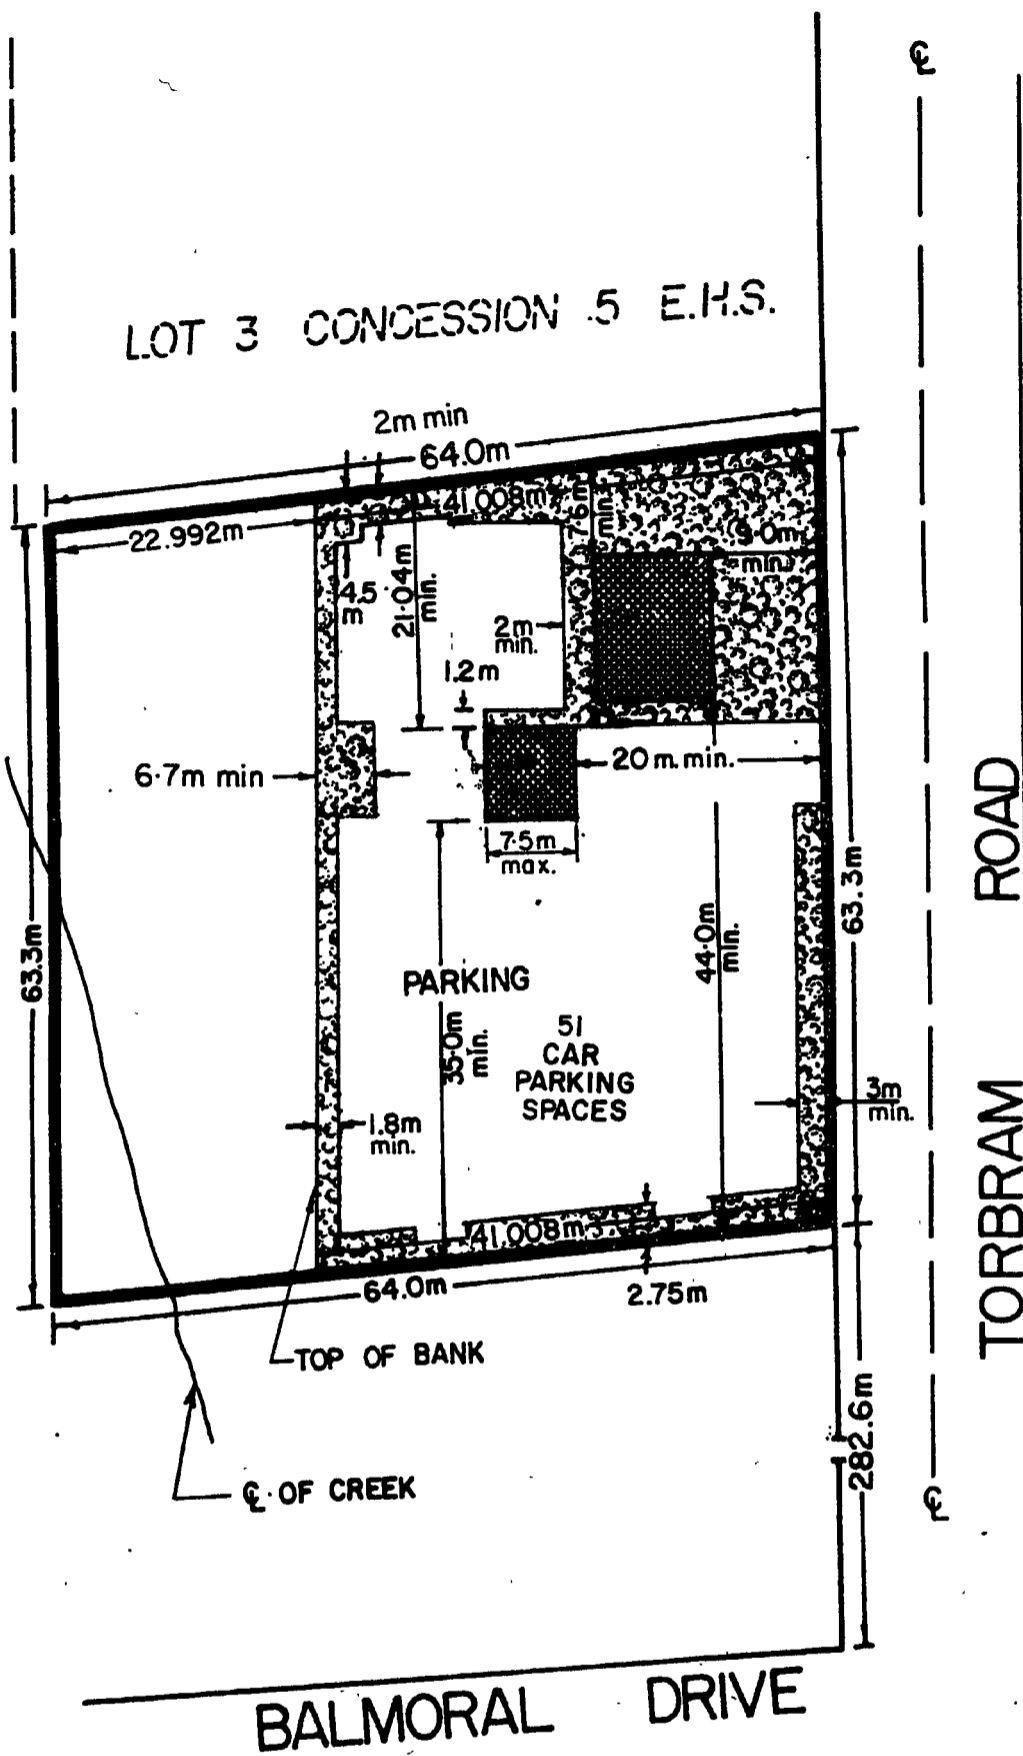 ℄
LOT 3 CONCESSION 5 E.H.S.
2m min
64.0m
41.008m
22.992m
7.6m
min.
9.0m
min.
4.5
m
21.04m
min.
2m
min.
1.2m
6.7m min
20m. min.
7.5m
max.
63.3m
63.3m
44.0m
min.
PARKING
35.0m
min.
51
CAR
PARKING
SPACES
3m
min.
1.8m
min.
41.008m
64.0m
2.75m
TOP OF BANK
℄ OF CREEK
282.6m
℄
TORBRAM ROAD
BALMORAL DRIVE